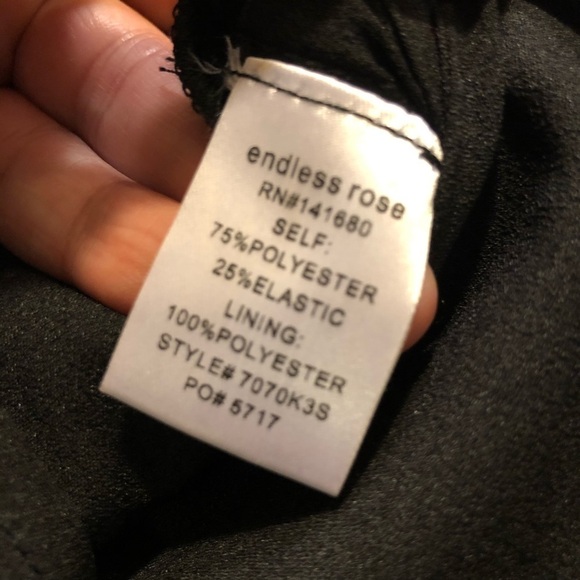 endless rose
RN#141680
SELF:
75%POLYESTER
25%ELASTIC
LINING:
100%POLYESTER
STYLE# 7070K3S
PO# 5717